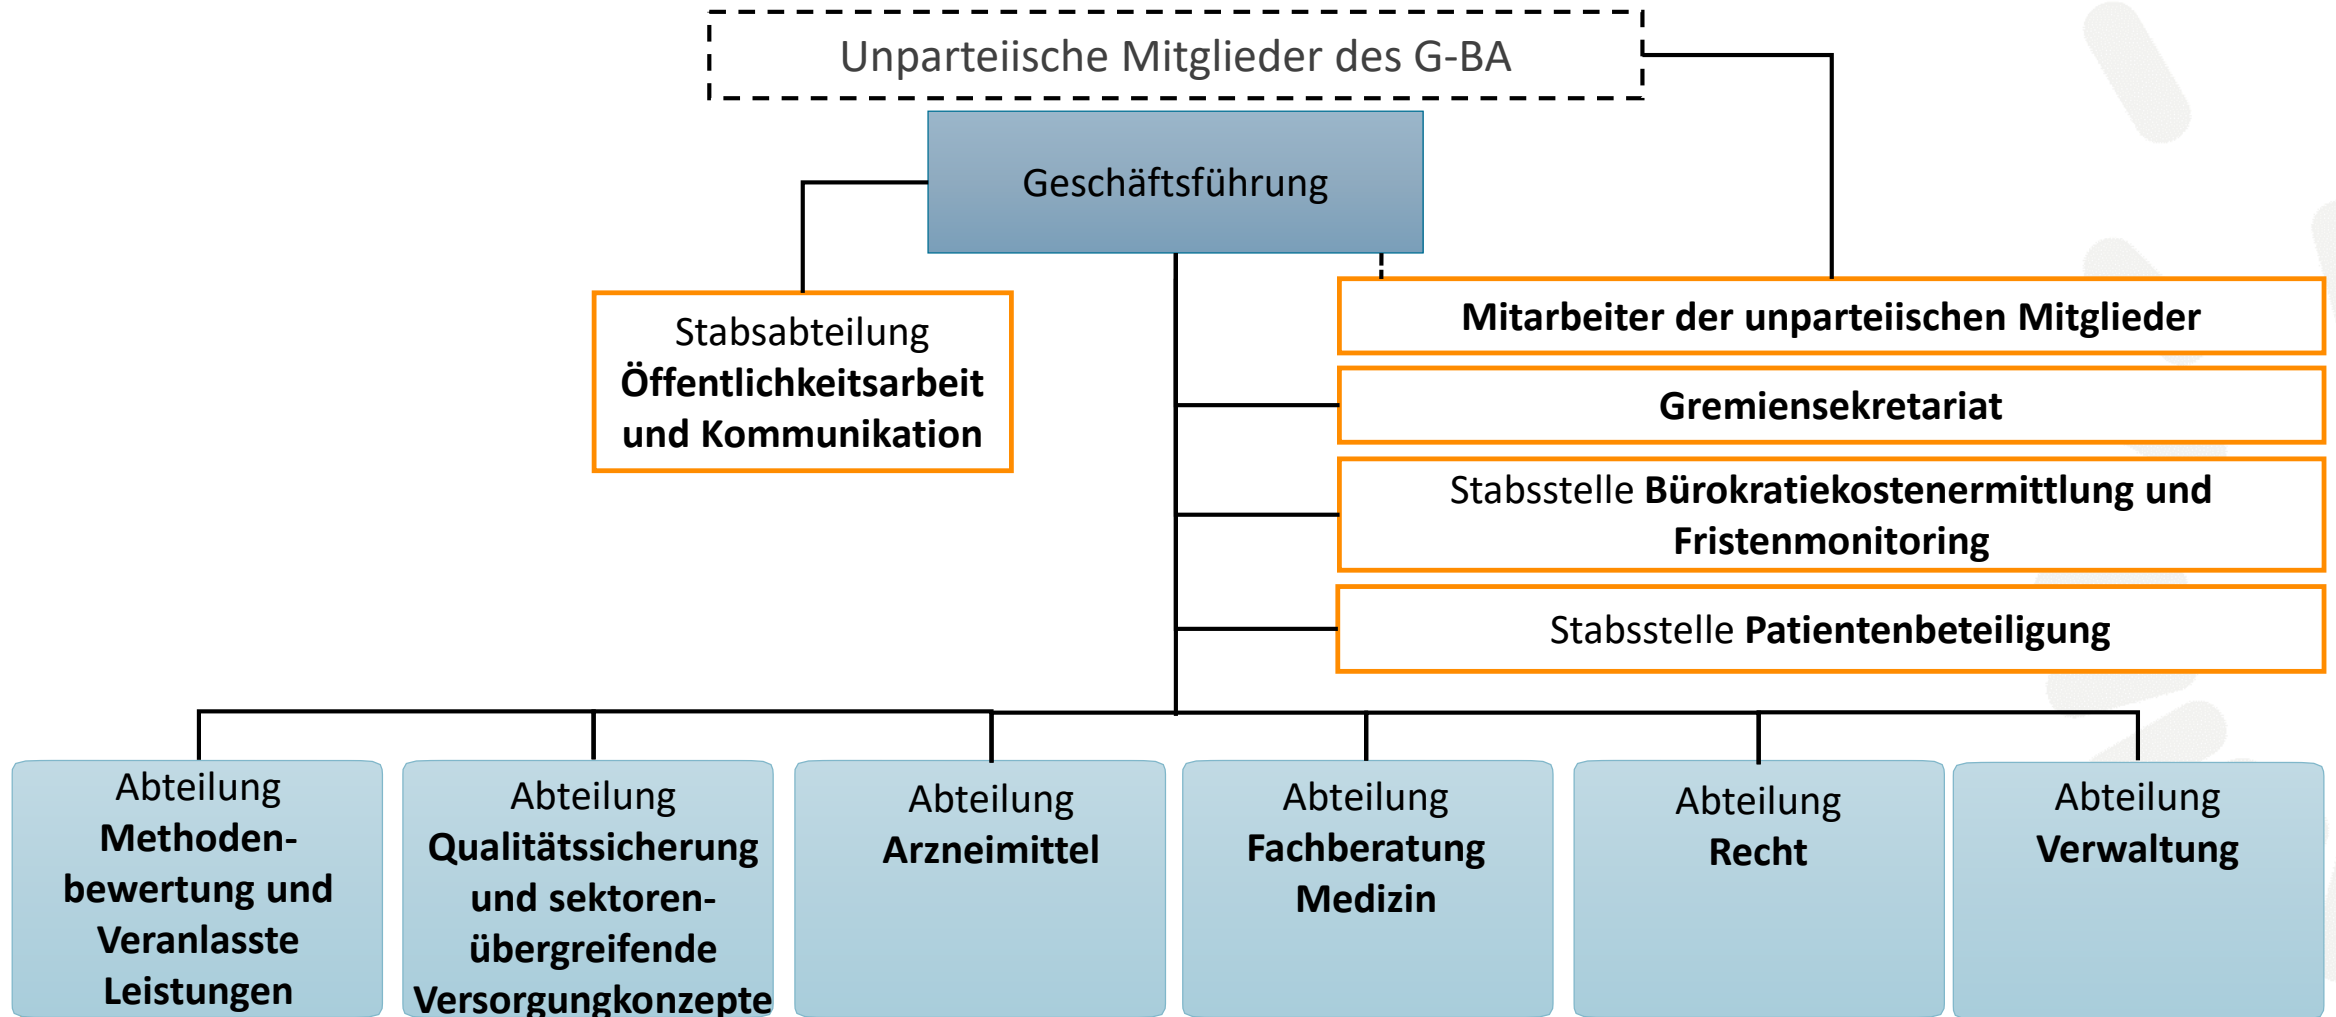 Unparteiische Mitglieder des G-BA
Geschäftsführung
Stabsabteilung
Öffentlichkeitsarbeit
und Kommunikation
Mitarbeiter der unparteiischen Mitglieder
Gremiensekretariat
Stabsstelle Bürokratiekostenermittlung und
Fristenmonitoring
Stabsstelle Patientenbeteiligung
Abteilung
Methoden-
bewertung und
Veranlasste
Leistungen
Abteilung
Qualitätssicherung
und sektoren-
übergreifende
Versorgungkonzepte
Abteilung
Arzneimittel
Abteilung
Fachberatung
Medizin
Abteilung
Recht
Abteilung
Verwaltung